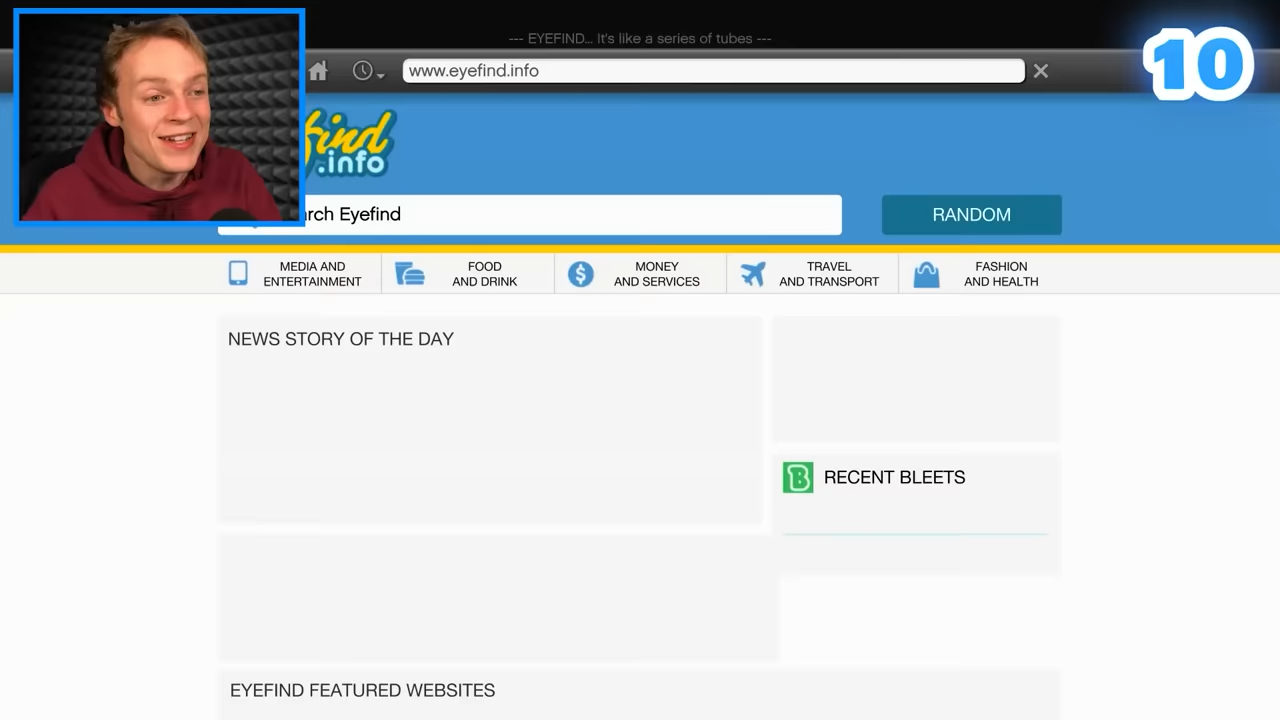 --- EYEFIND... It's like a series of tubes ---
10
www.eyefind.info
find
.info
rch Eyefind
RANDOM
MEDIA AND
ENTERTAINMENT
FOOD
AND DRINK
MONEY
AND SERVICES
TRAVEL
AND TRANSPORT
FASHION
AND HEALTH
NEWS STORY OF THE DAY
B RECENT BLEETS
EYEFIND FEATURED WEBSITES